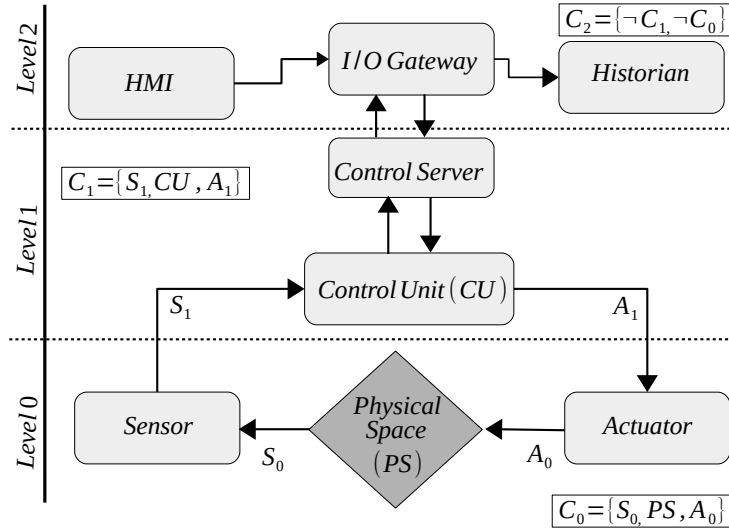 C₂={¬C₁,¬C₀}
Level 2
HMI
I/O Gateway
Historian
Control Server
C₁={S₁,CU,A₁}
Level 1
Control Unit(CU)
S₁
A₁
Level 0
Sensor
Physical
Space
(PS)
Actuator
S₀
A₀
C₀={S₀,PS,A₀}